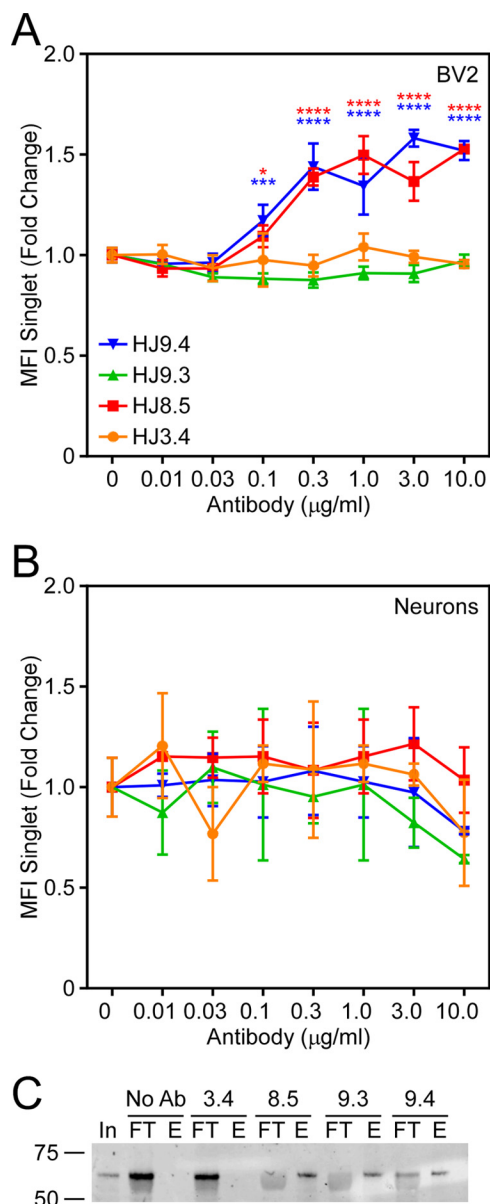 A
BV2
2.0
1.5
1.0
0.5
0
MFI Singlet (Fold Change)
* *** **** **** **** **** **** **** **** ****
HJ9.4
HJ9.3
HJ8.5
HJ3.4
0 0.01 0.03 0.1 0.3 1.0 3.0 10.0
Antibody (μg/ml)
B
Neurons
2.0
1.5
1.0
0.5
0
MFI Singlet (Fold Change)
0 0.01 0.03 0.1 0.3 1.0 3.0 10.0
Antibody (μg/ml)
C
No Ab 3.4 8.5 9.3 9.4
In FT E FT E FT E FT E FT E
75
50